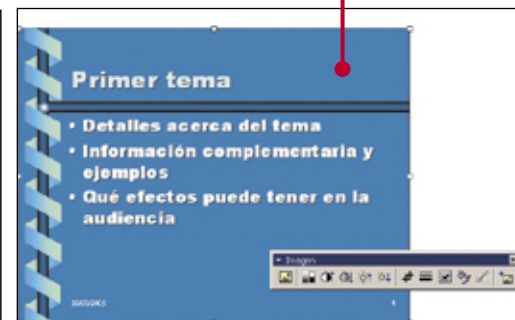 Primer tema
• Detalles acerca del tema
• Información complementaria y
ejemplos
• Qué efectos puede tener en la
audiencia
Imagen